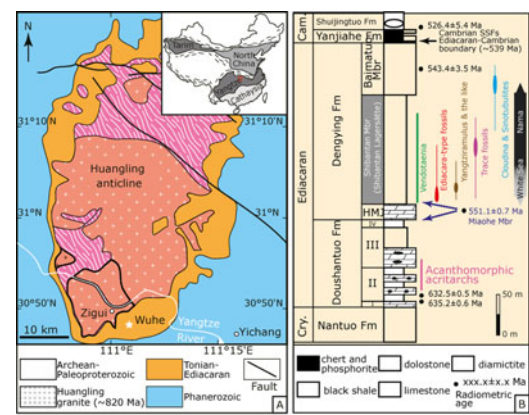 A
N
Tarim
North
China
Yangtze
Cathaysia
31°10'
31°10'
Huangling
anticline
31°N
31°N
30°50'
30°50'
Zigui
Wuhe
Yangtze
River
Yichang
10 km
111°E
111°15'E
Archean-
Paleoproterozoic
Tonian-
Ediacaran
Huangling
granite (~820 Ma)
Phanerozoic
Fault
A
B
Cam.
Shuijingtuo Fm
526.4±5.4 Ma
Yanjiahe Fm
Cambrian SSFs
Ediacaran-Cambrian
boundary (~539 Ma)
Baimatuo
Mbr
543.4±3.5 Ma
Ediacaran
Dengying Fm
Shibantan Mbr
(Shibantan Lagerstätte)
Vendotaenia
Ediacara-type fossils
Yangtziramulus & the like
Trace fossils
Cloudina & Sinotubulites
White Sea
Nama
HMJ
551.1±0.7 Ma
Miaohe Mbr
Doushantuo Fm
IV
III
II
I
Acanthomorphic
acritarchs
632.5±0.5 Ma
635.2±0.6 Ma
50 m
0
Cry.
Nantuo Fm
chert and
phosphorite
dolostone
diamictite
black shale
limestone
xxx.x±x.x Ma
Radiometric
age
B